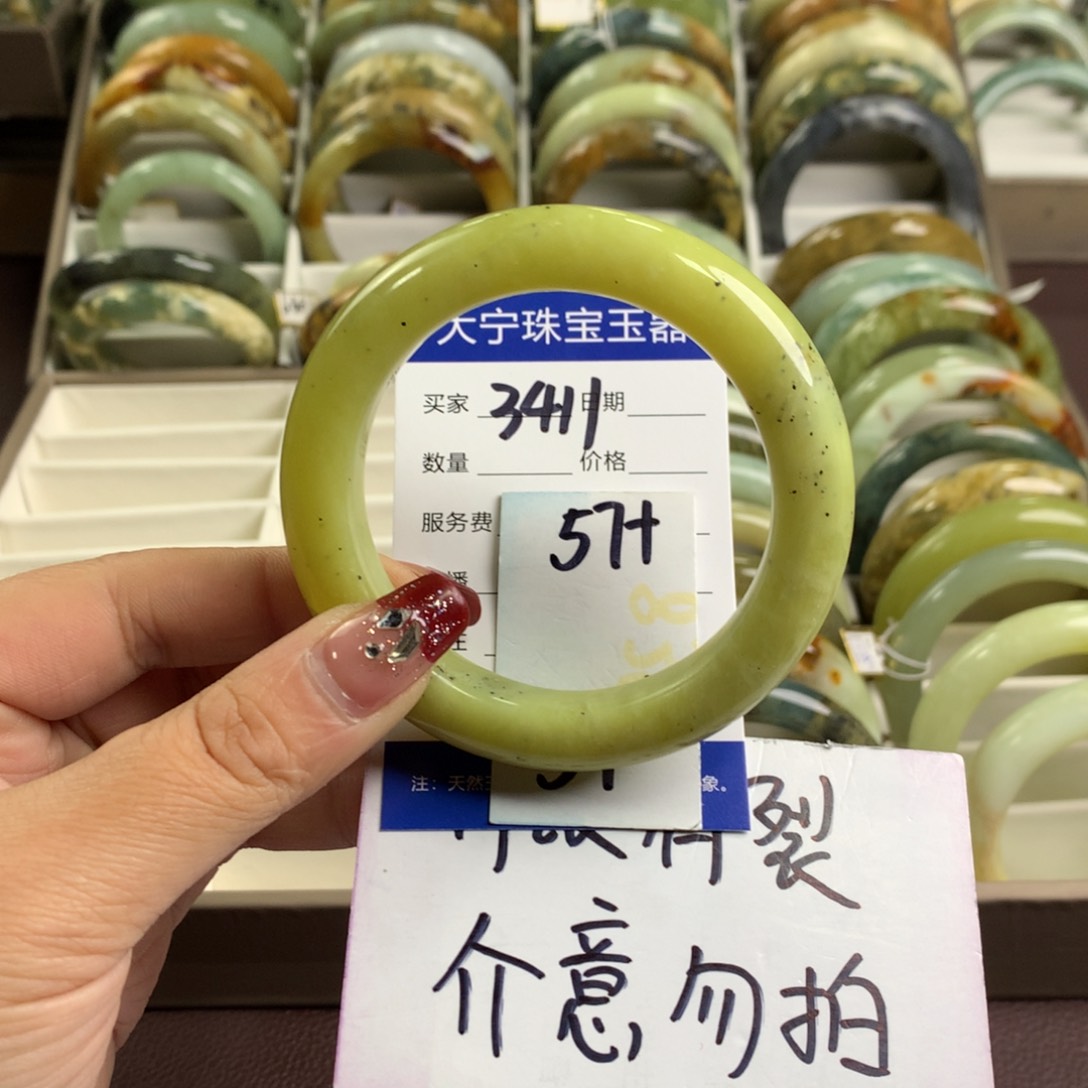 大宁珠宝玉器
买家 34H1 日期
数量 价格
服务费
57+
注：天然 象。
裂
介意勿拍